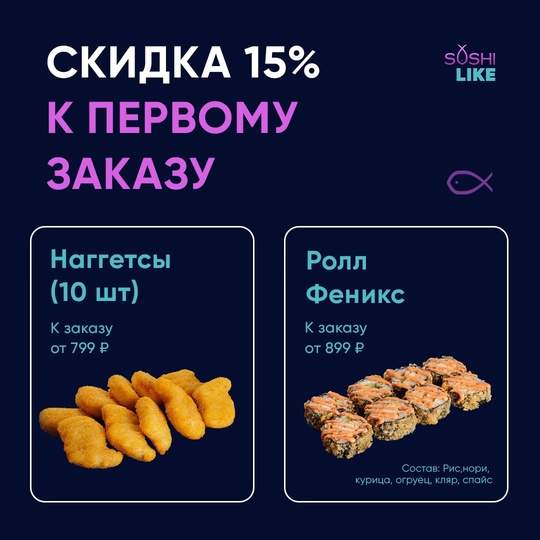 СКИДКА 15%
К ПЕРВОМУ
ЗАКАЗУ
SUSHI
LIKE
Наггетсы
(10 шт)
К заказу
от 799 ₽
Ролл
Феникс
К заказу
от 899 ₽
Состав: Рис,нори,
курица, огруец, кляр, спайс